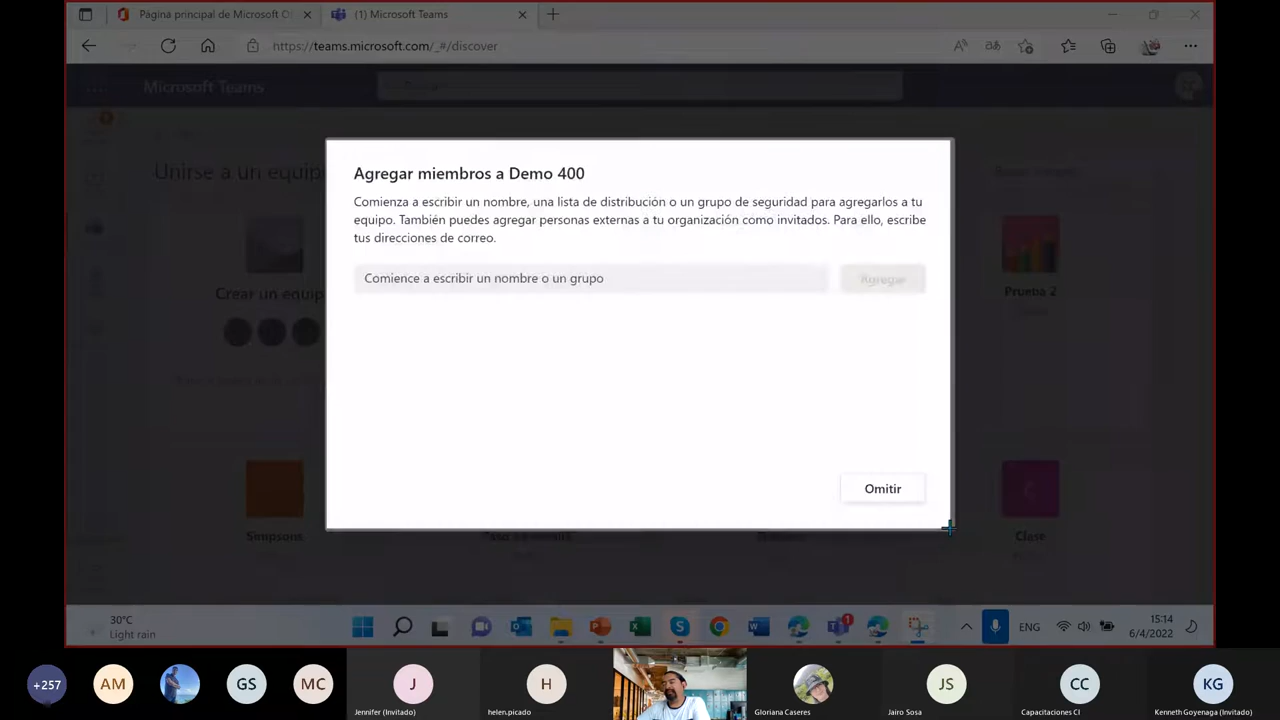 Página principal de Microsoft Of
(1) Microsoft Teams
https://teams.microsoft.com/_#/discover
Microsoft Teams
Unirse a un equip
Agregar miembros a Demo 400
Comienza a escribir un nombre, una lista de distribución o un grupo de seguridad para agregarlos a tu
equipo. También puedes agregar personas externas a tu organización como invitados. Para ello, escribe
tus direcciones de correo.
Comience a escribir un nombre o un grupo
Agregar
Crear un equip
Prueba 2
Omitir
Simpsons
Clase
30°C
Light rain
1
ENG
15:14
6/4/2022
+257
AM
GS
MC
J
Jennifer (Invitado)
H
helen.picado
Gloriana Caseres
JS
Jairo Sosa
CC
Capacitaciones CI
KG
Kenneth Goyenaga (Invitado)